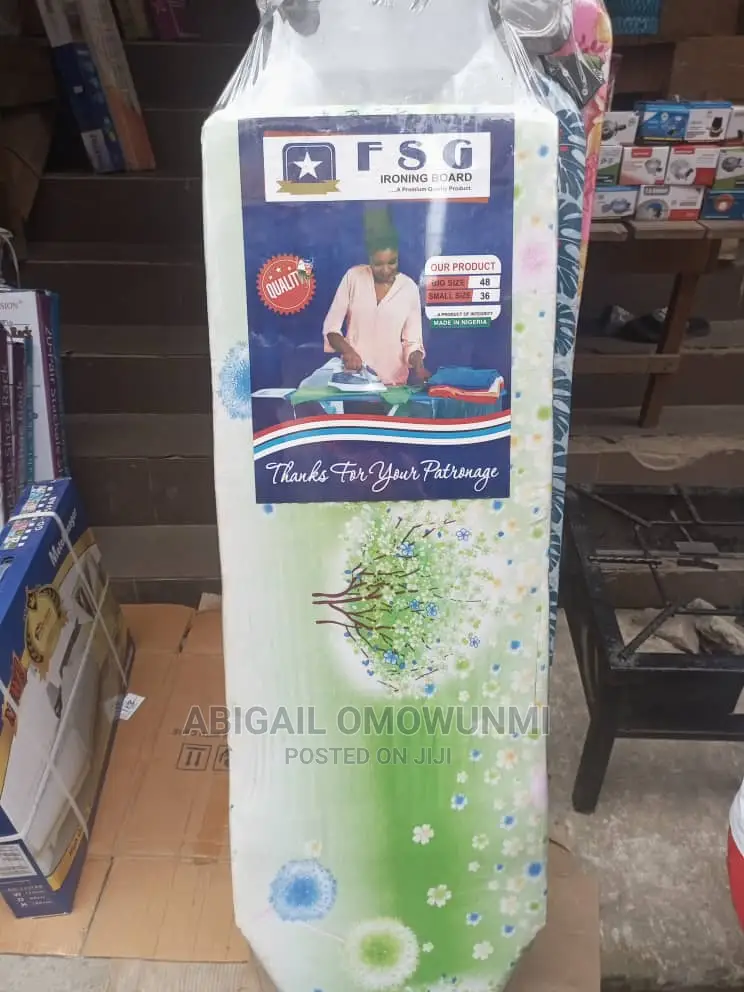 FSG
IRONING BOARD
....A Premium Quality Product.
QUALITY
OUR PRODUCT
BIG SIZE 48
SMALL SIZE 36
...A PRODUCT OF INTEGRITY
MADE IN NIGERIA
Thanks For Your Patronage
ABIGAIL OMOWUNMI
POSTED ON JIJI